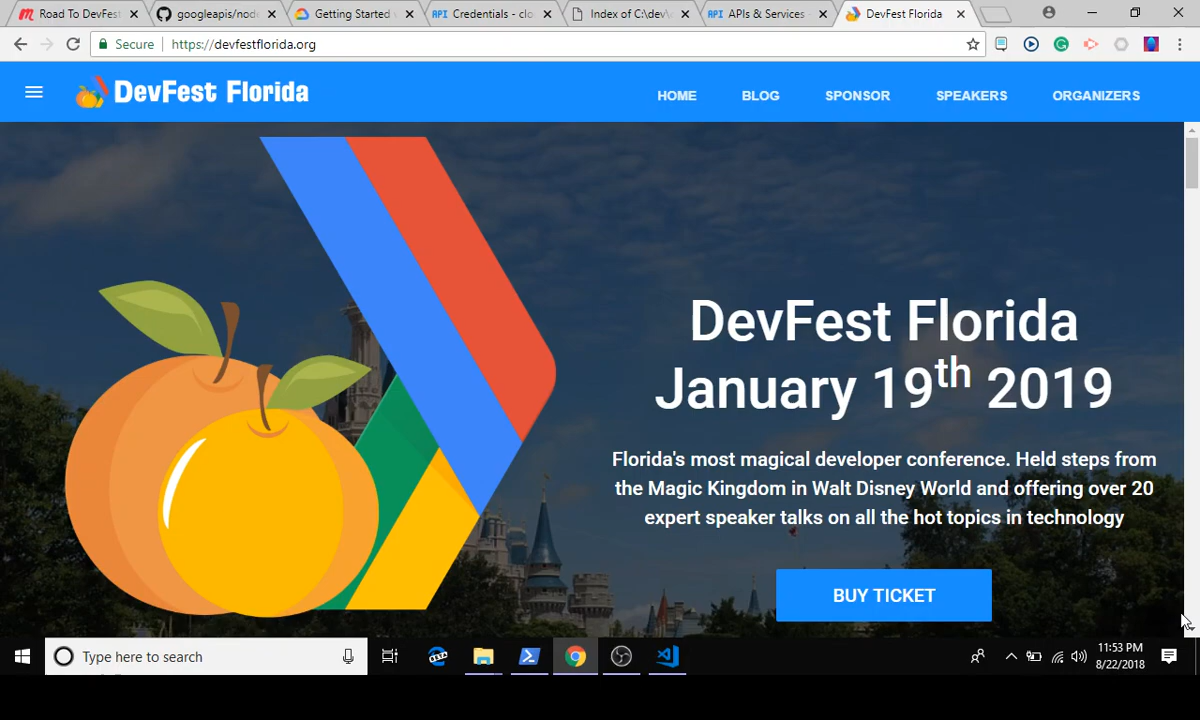 Road To DevFest
googleapis/node
Getting Started
API Credentials - clo
Index of C:\dev\
API APIs & Services -
DevFest Florida
Secure
https://devfestflorida.org
DevFest Florida
HOME
BLOG
SPONSOR
SPEAKERS
ORGANIZERS
DevFest Florida
January 19th 2019
Florida's most magical developer conference. Held steps from
the Magic Kingdom in Walt Disney World and offering over 20
expert speaker talks on all the hot topics in technology
BUY TICKET
Type here to search
11:53 PM
8/22/2018